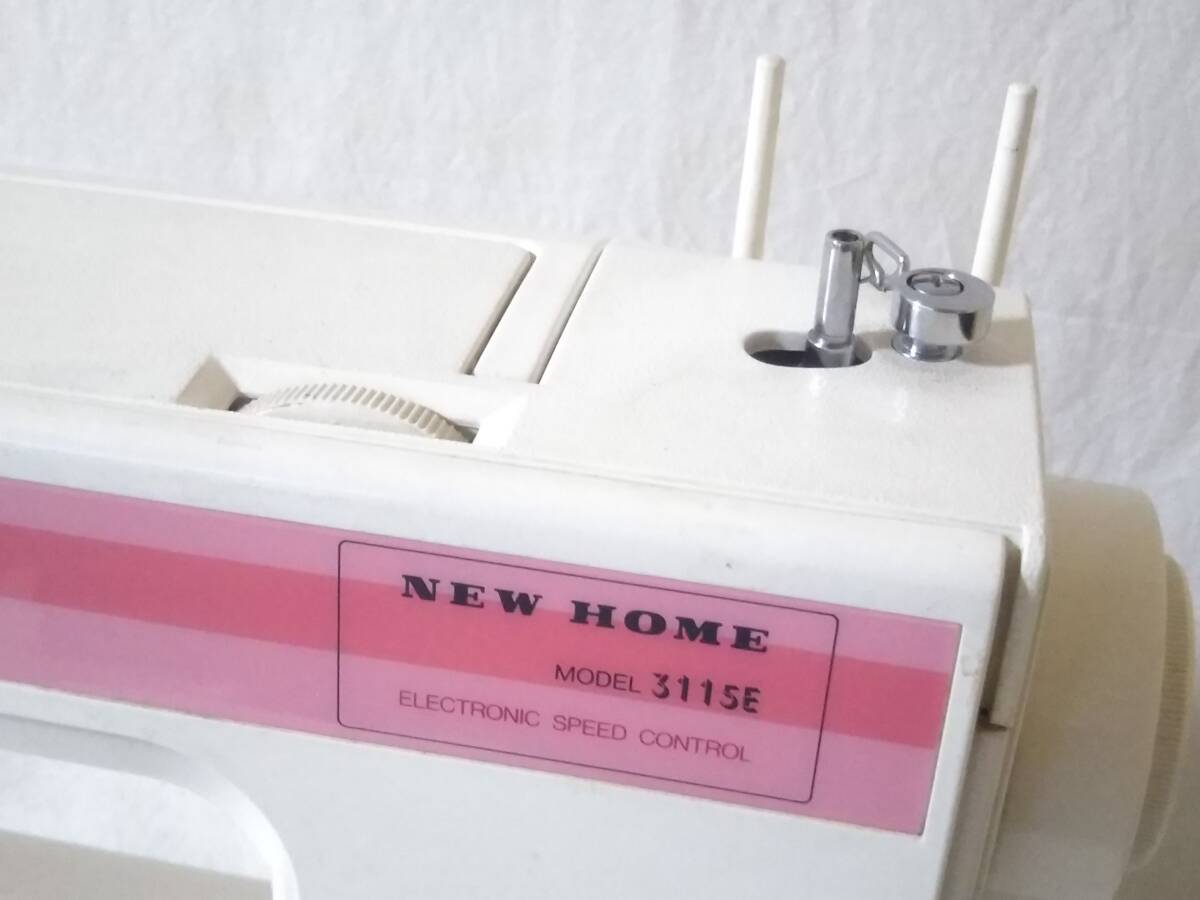 NEW HOME
MODEL 3115E
ELECTRONIC SPEED CONTROL